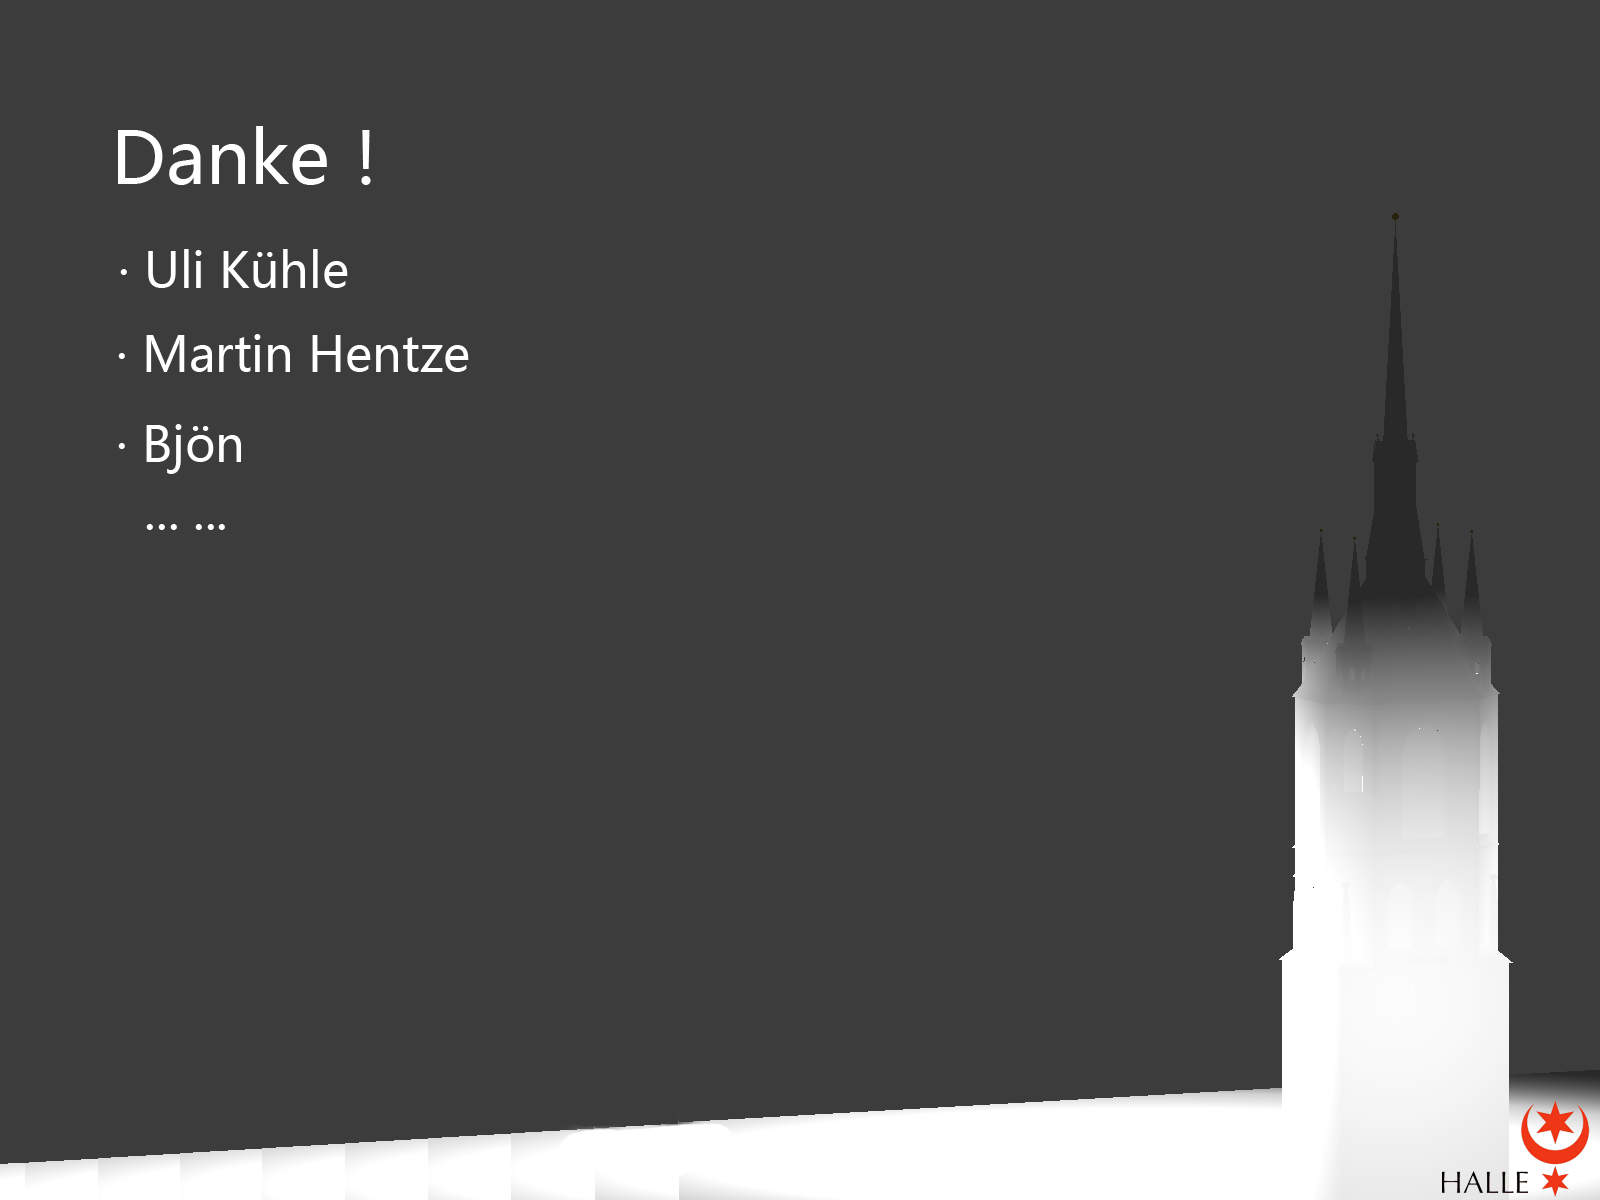 Danke !
· Uli Kühle
· Martin Hentze
· Bjön
... ...
HALLE